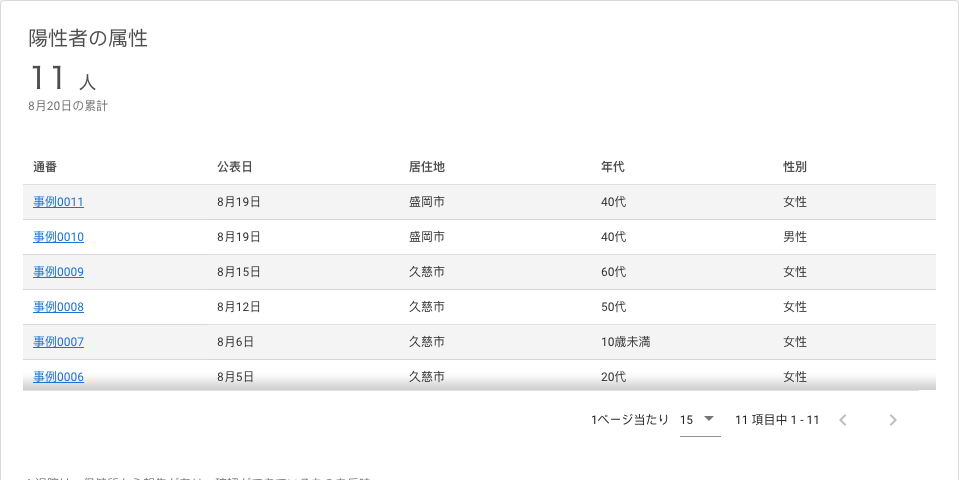 陽性者の属性
11 人
8月20日の累計
通番 公表日 居住地 年代 性別
事例0011 8月19日 盛岡市 40代 女性
事例0010 8月19日 盛岡市 40代 男性
事例0009 8月15日 久慈市 60代 女性
事例0008 8月12日 久慈市 50代 女性
事例0007 8月6日 久慈市 10歳未満 女性
事例0006 8月5日 久慈市 20代 女性
1ページ当たり 15 11 項目中 1 - 11